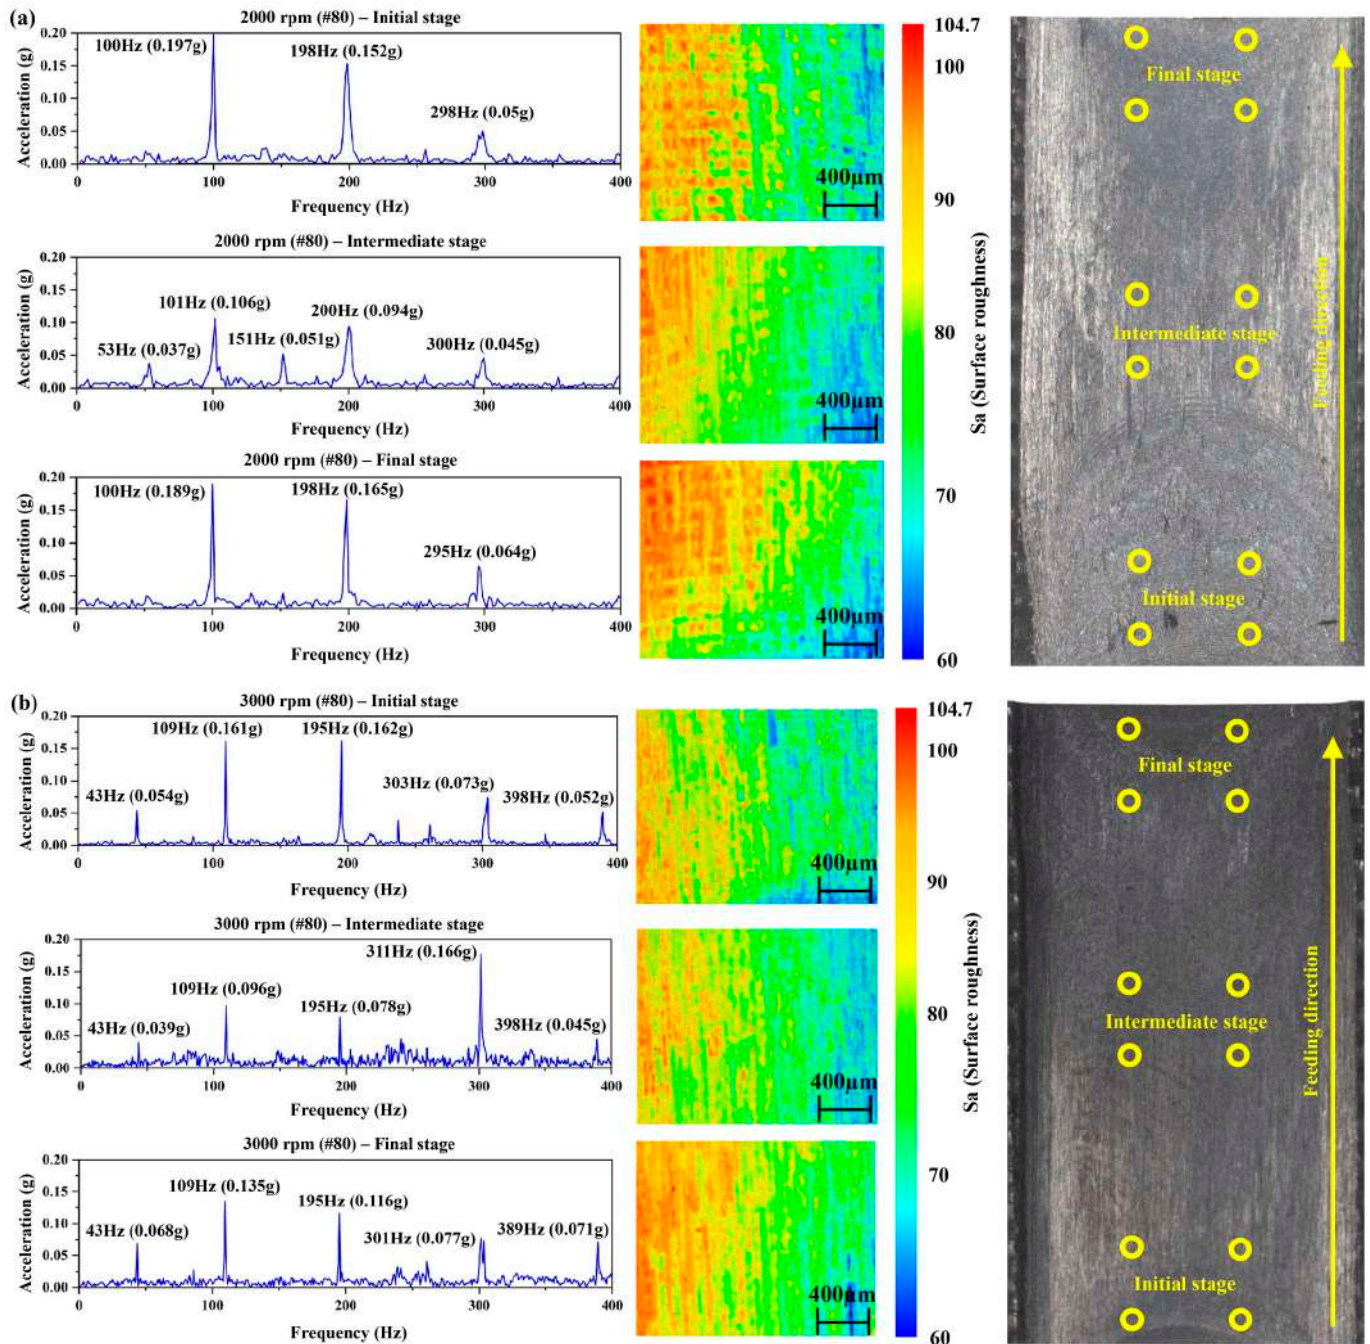 (a)
2000 rpm (#80) – Initial stage
Acceleration (g)
0.20
0.15
0.10
0.05
0.00
100Hz (0.197g)
198Hz (0.152g)
298Hz (0.05g)
100
200
300
400
Frequency (Hz)
400µm
2000 rpm (#80) – Intermediate stage
Acceleration (g)
0.20
0.15
0.10
0.05
0.00
53Hz (0.037g)
101Hz (0.106g)
151Hz (0.051g)
200Hz (0.094g)
300Hz (0.045g)
0
100
200
300
400
Frequency (Hz)
400µm
2000 rpm (#80) – Final stage
Acceleration (g)
0.20
0.15
0.10
0.05
0.00
100Hz (0.189g)
198Hz (0.165g)
295Hz (0.064g)
0
100
200
300
400
Frequency (Hz)
400µm
104.7
100
90
80
70
60
Sa (Surface roughness)
Final stage
Intermediate stage
Initial stage
Feeding direction
(b)
3000 rpm (#80) – Initial stage
Acceleration (g)
0.20
0.15
0.10
0.05
0.00
43Hz (0.054g)
109Hz (0.161g)
195Hz (0.162g)
303Hz (0.073g)
398Hz (0.052g)
0
100
200
300
400
Frequency (Hz)
400µm
3000 rpm (#80) – Intermediate stage
Acceleration (g)
0.20
0.15
0.10
0.05
0.00
43Hz (0.039g)
109Hz (0.096g)
195Hz (0.078g)
311Hz (0.166g)
398Hz (0.045g)
0
100
200
300
400
Frequency (Hz)
400µm
3000 rpm (#80) – Final stage
Acceleration (g)
0.20
0.15
0.10
0.05
0.00
43Hz (0.068g)
109Hz (0.135g)
195Hz (0.116g)
301Hz (0.077g)
389Hz (0.071g)
0
100
200
300
400
Frequency (Hz)
400µm
104.7
100
90
80
70
60
Sa (Surface roughness)
Final stage
Intermediate stage
Initial stage
Feeding direction